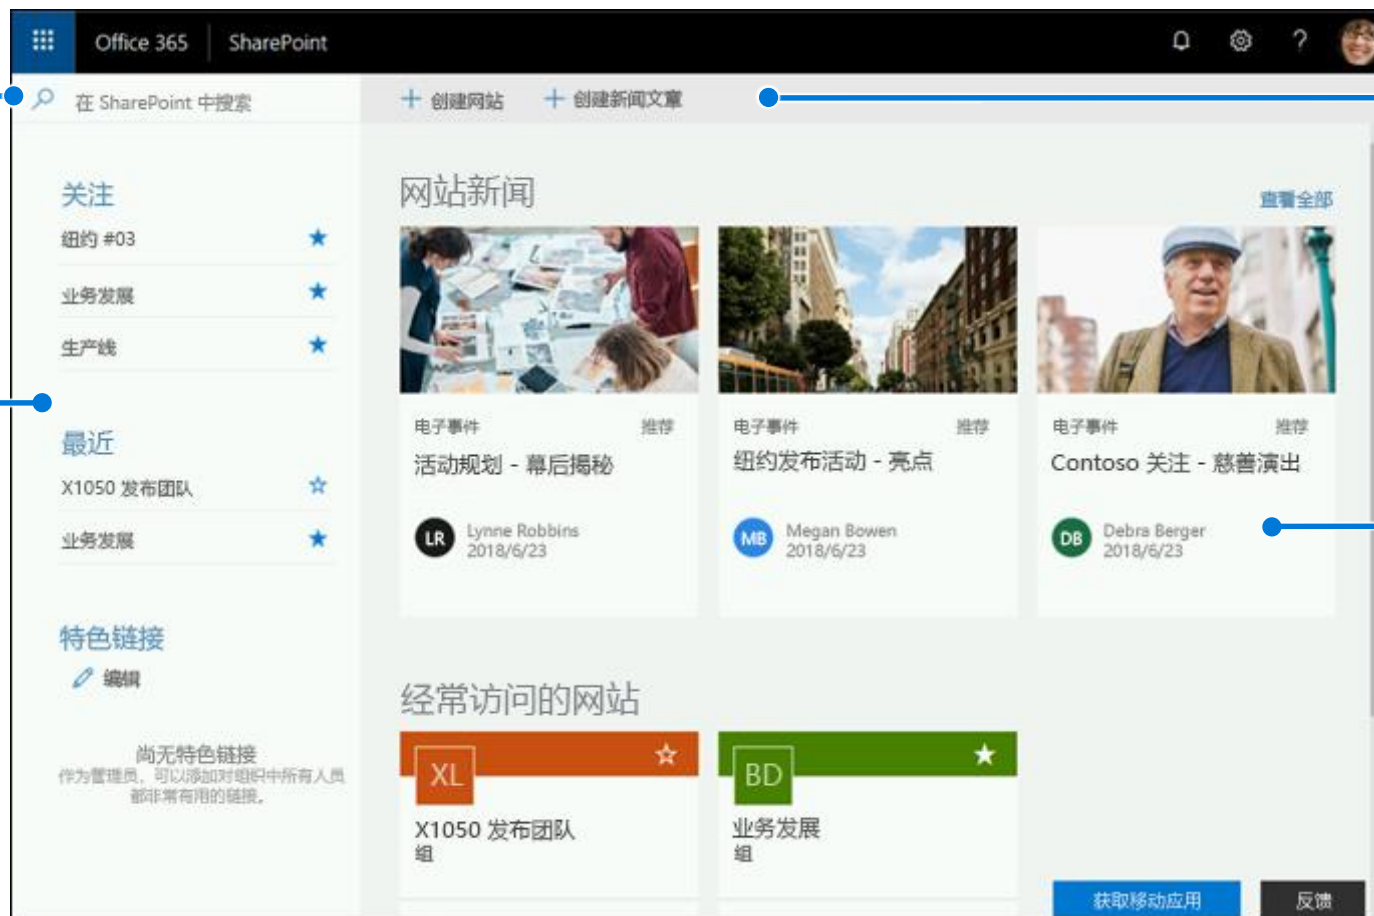 Office 365
SharePoint
?
在 SharePoint 中搜索
创建网站
创建新闻文章
关注
纽约 #03
业务发展
生产线
最近
X1050 发布团队
业务发展
特色链接
编辑
尚无特色链接
作为管理员，可以添加对组织中所有人员
都非常有用的链接。
网站新闻
查看全部
电子事件
推荐
活动规划 - 幕后揭秘
LR
Lynne Robbins
2018/6/23
电子事件
推荐
纽约发布活动 - 亮点
MB
Megan Bowen
2018/6/23
电子事件
推荐
Contoso 关注 - 慈善演出
DB
Debra Berger
2018/6/23
经常访问的网站
XL
X1050 发布团队
组
BD
业务发展
组
获取移动应用
反馈